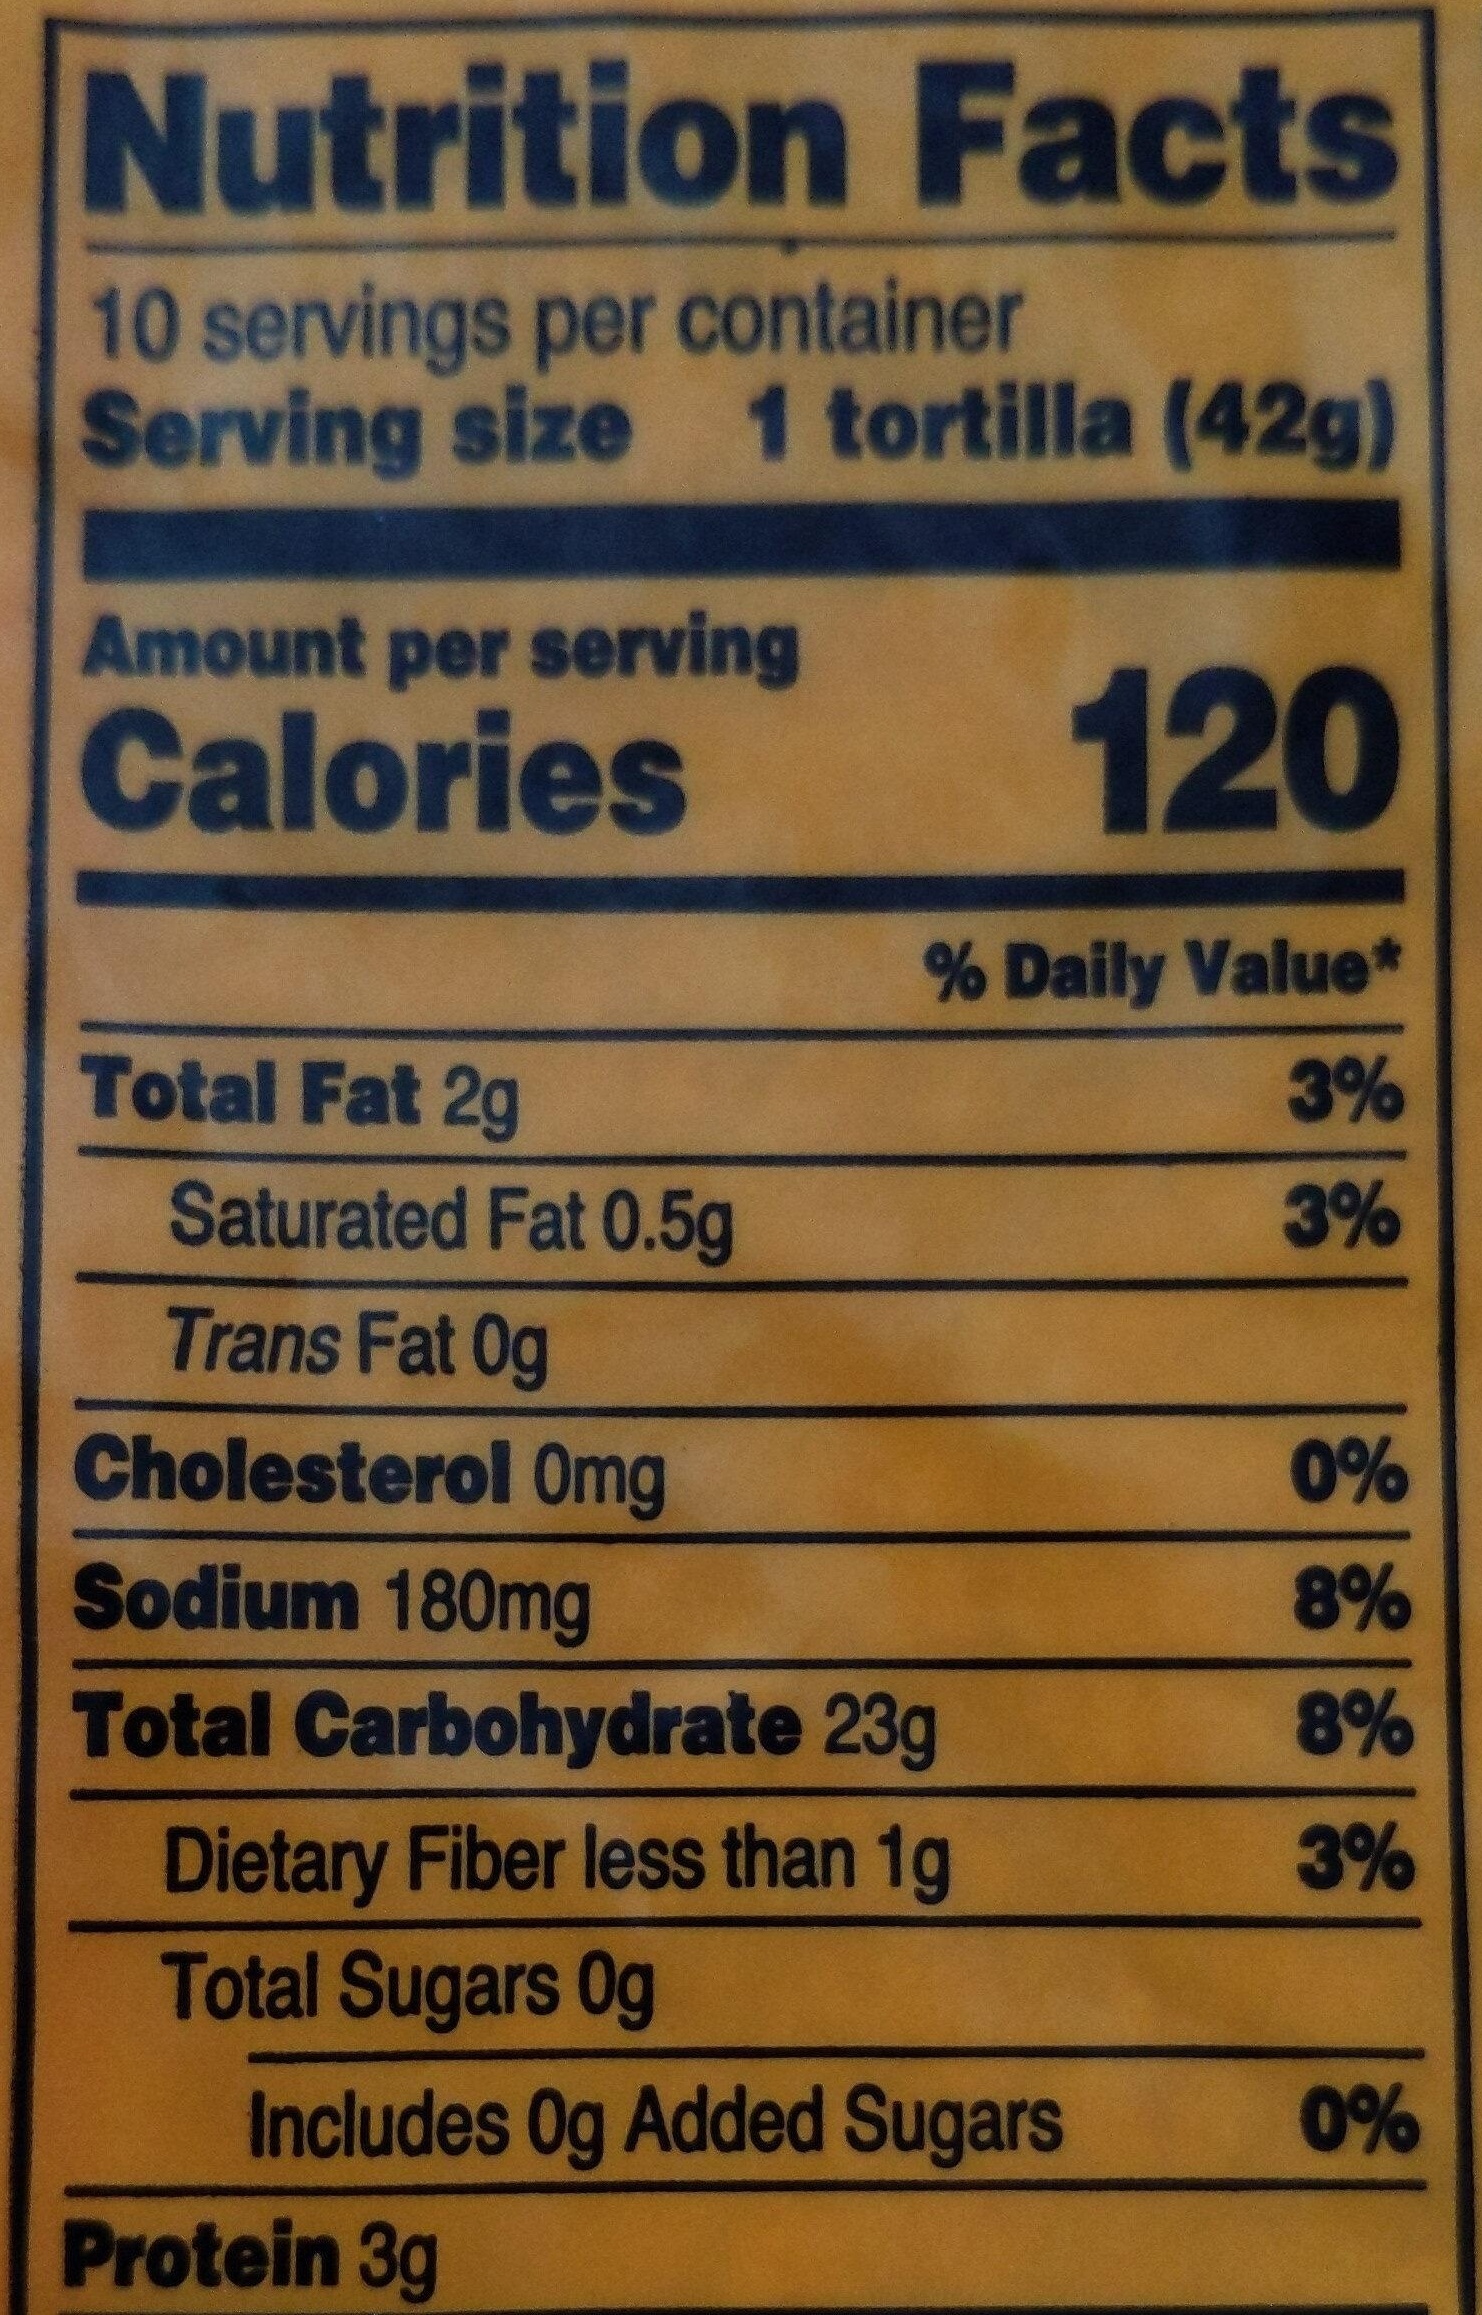 Nutrition Facts
10 servings per container
Serving size 1 tortilla (42g)
Amount per serving
Calories 120
% Daily Value*
Total Fat 2g 3%
Saturated Fat 0.5g 3%
Trans Fat 0g
Cholesterol 0mg 0%
Sodium 180mg 8%
Total Carbohydrate 23g 8%
Dietary Fiber less than 1g 3%
Total Sugars 0g
Includes 0g Added Sugars 0%
Protein 3g